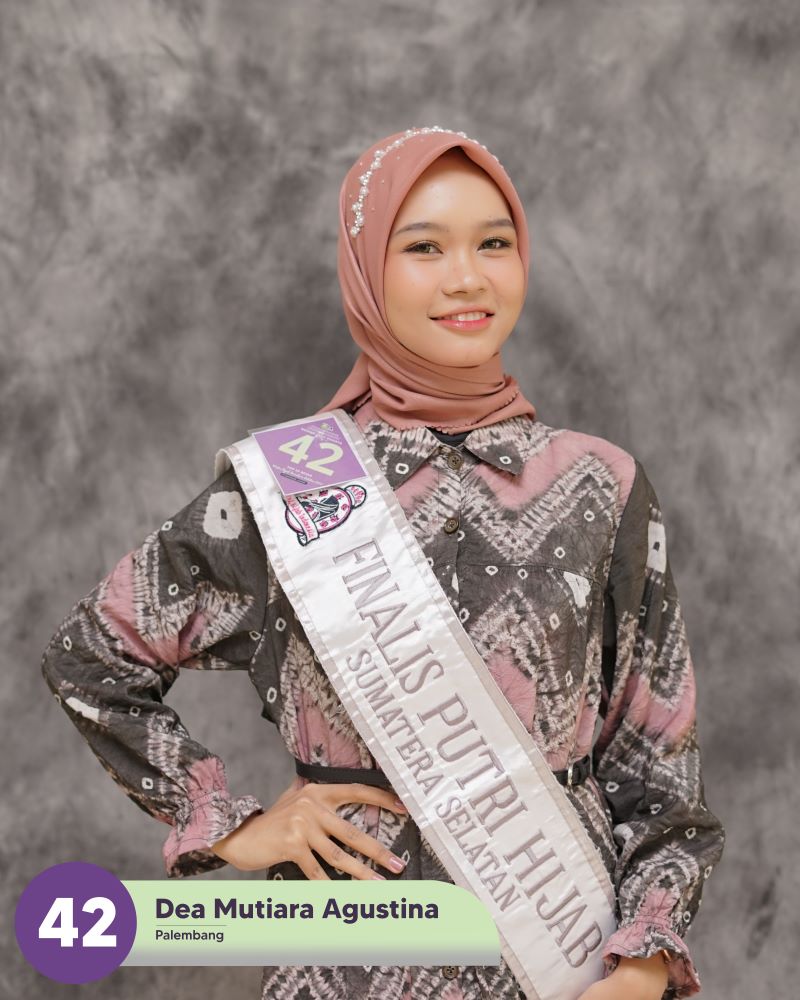 42
FINALIS PUTRI HIJAB
SUMATERA SELATAN
42
Dea Mutiara Agustina
Palembang